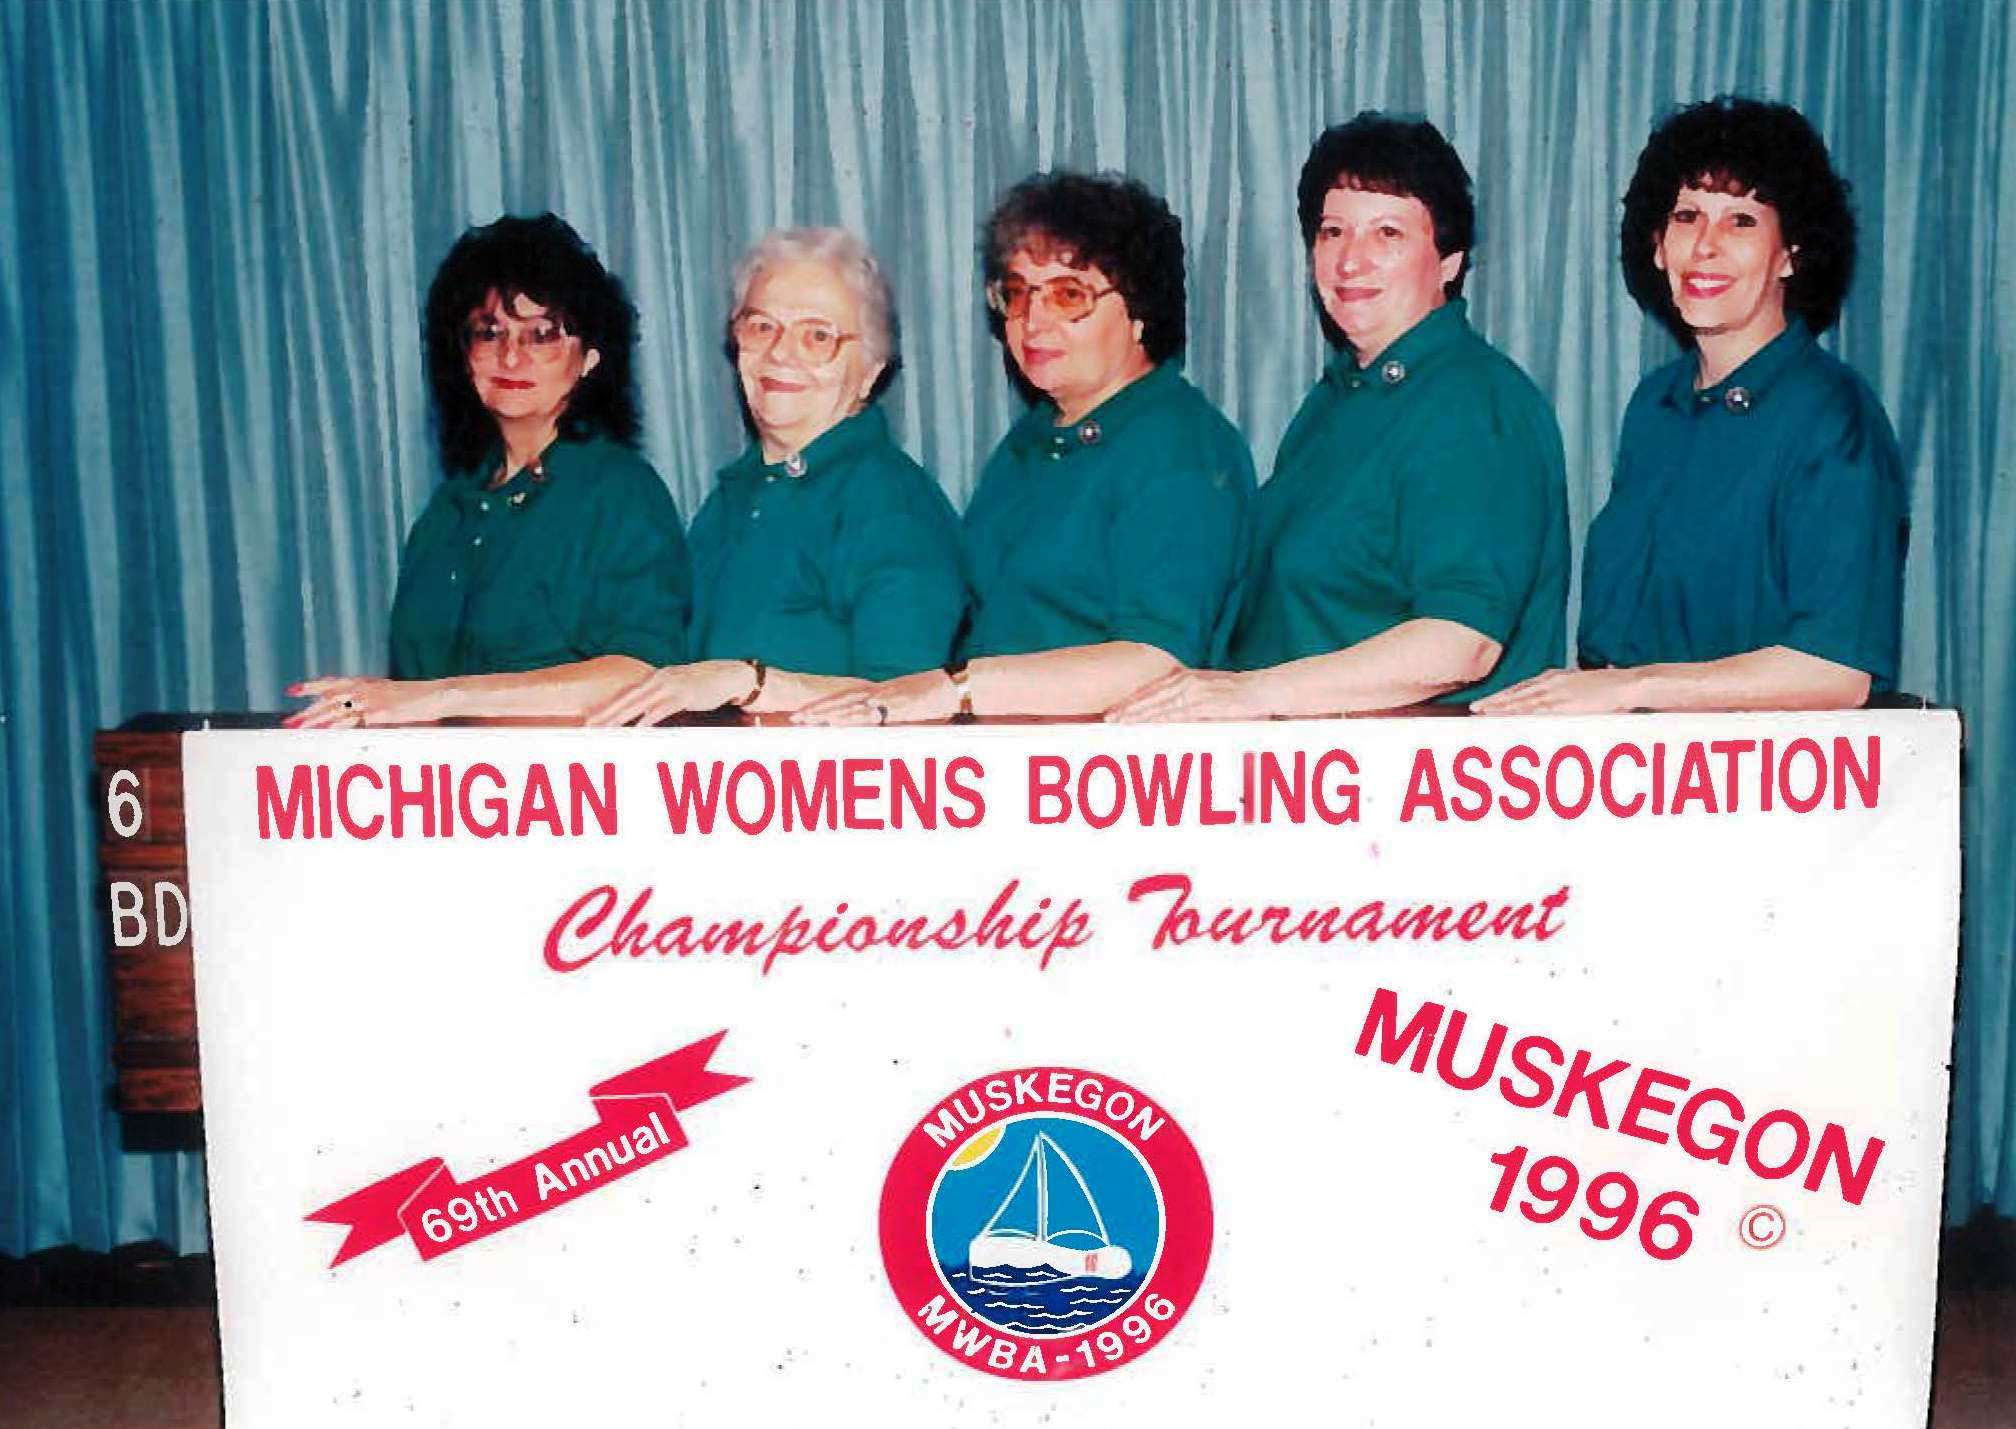 6
BD
MICHIGAN WOMENS BOWLING ASSOCIATION
Championship Tournament
69th Annual
MUSKEGON
MWBA-1996
MUSKEGON
1996 ©